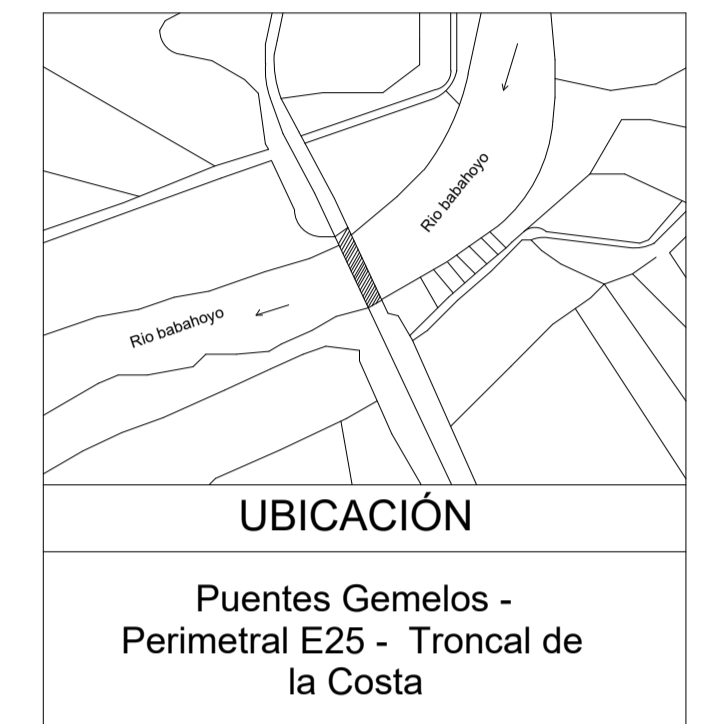 Rio babahoyo
Rio babahoyo
UBICACIÓN
Puentes Gemelos -
Perimetral E25 - Troncal de
la Costa